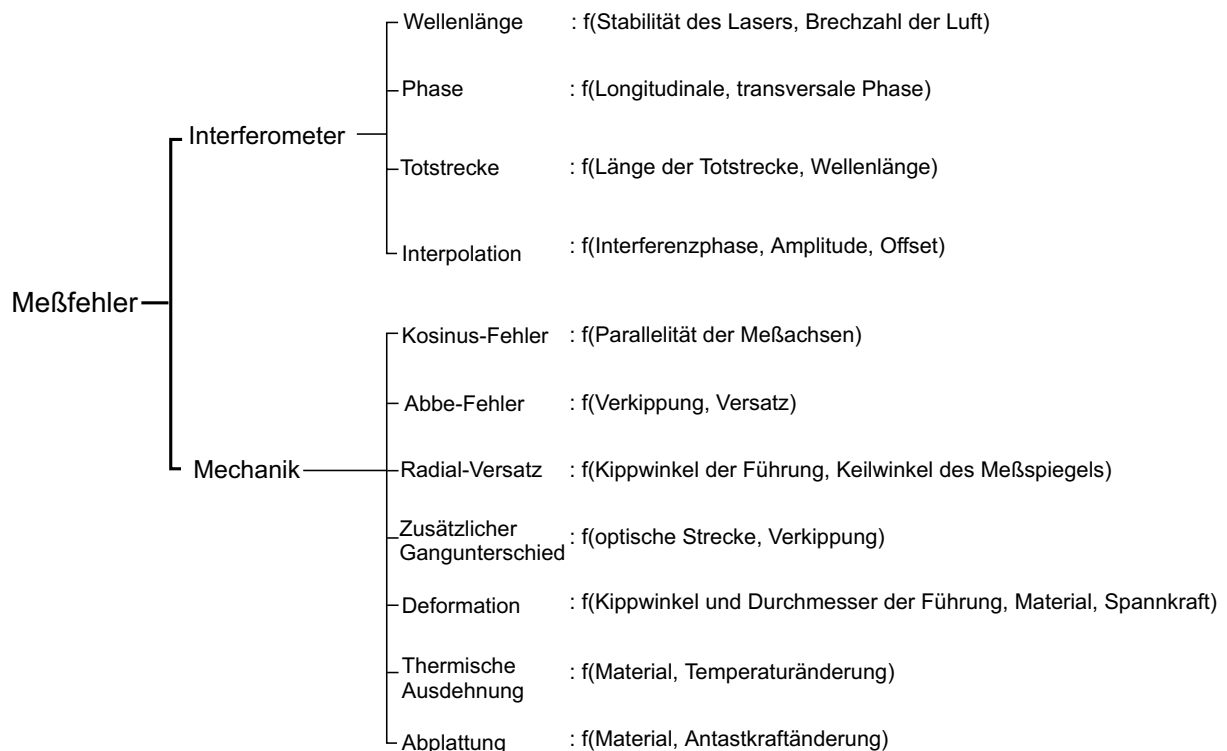 Meßfehler
Interferometer
Wellenlänge : f(Stabilität des Lasers, Brechzahl der Luft)
Phase : f(Longitudinale, transversale Phase)
Totstrecke : f(Länge der Totstrecke, Wellenlänge)
Interpolation : f(Interferenzphase, Amplitude, Offset)
Mechanik
Kosinus-Fehler : f(Parallelität der Meßachsen)
Abbe-Fehler : f(Verkippung, Versatz)
Radial-Versatz : f(Kippwinkel der Führung, Keilwinkel des Meßspiegels)
Zusätzlicher
Gangunterschied : f(optische Strecke, Verkippung)
Deformation : f(Kippwinkel und Durchmesser der Führung, Material, Spannkraft)
Thermische
Ausdehnung : f(Material, Temperaturänderung)
Abplattung : f(Material, Antastkraftänderung)